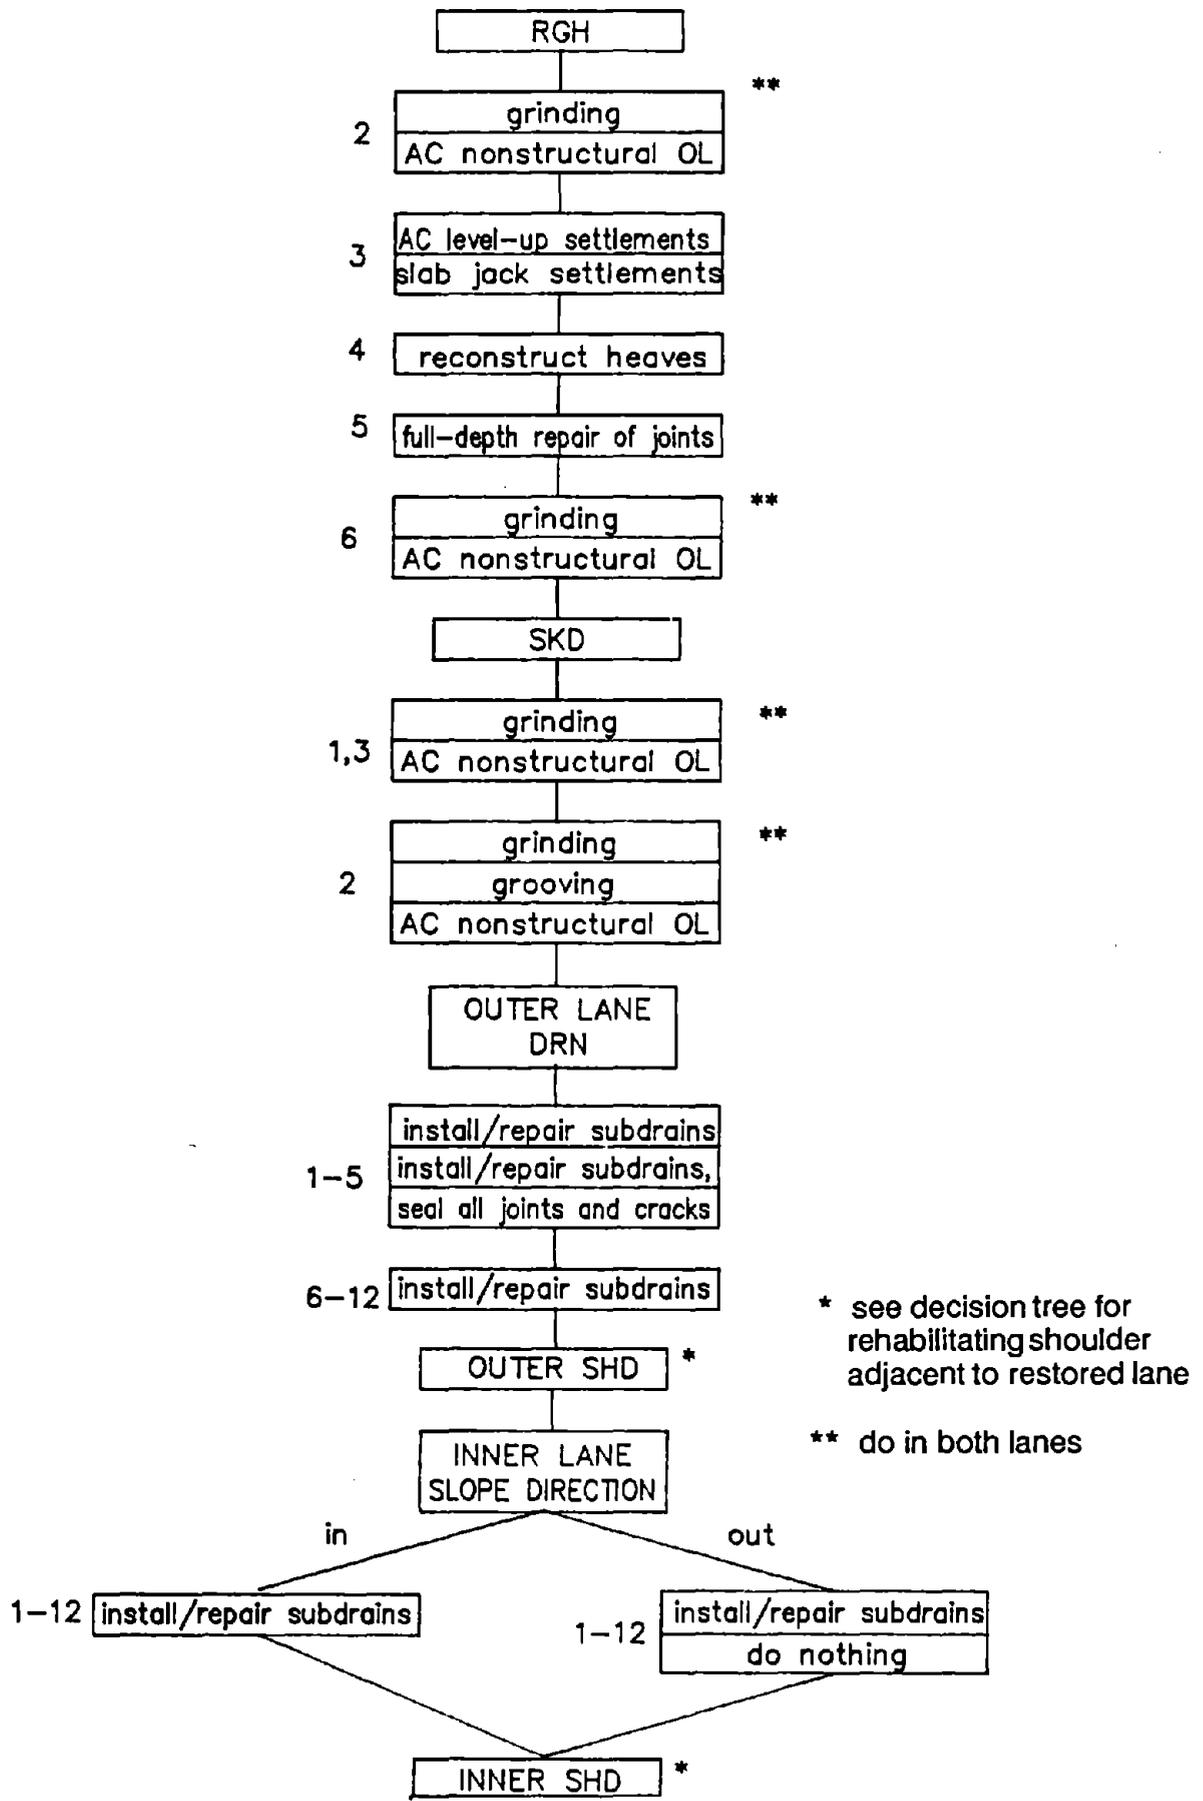 RGH
**
grinding
2
AC nonstructural OL
AC level-up settlements
3
slab jack settlements
4
reconstruct heaves
5
full-depth repair of joints
**
grinding
6
AC nonstructural OL
SKD
**
grinding
1,3
AC nonstructural OL
**
grinding
2
grooving
AC nonstructural OL
OUTER LANE
DRN
install/repair subdrains
1-5
install/repair subdrains,
seal all joints and cracks
6-12
install/repair subdrains
* see decision tree for
rehabilitating shoulder
adjacent to restored lane
OUTER SHD *
** do in both lanes
INNER LANE
SLOPE DIRECTION
in
out
1-12
install/repair subdrains
install/repair subdrains
1-12
do nothing
INNER SHD *